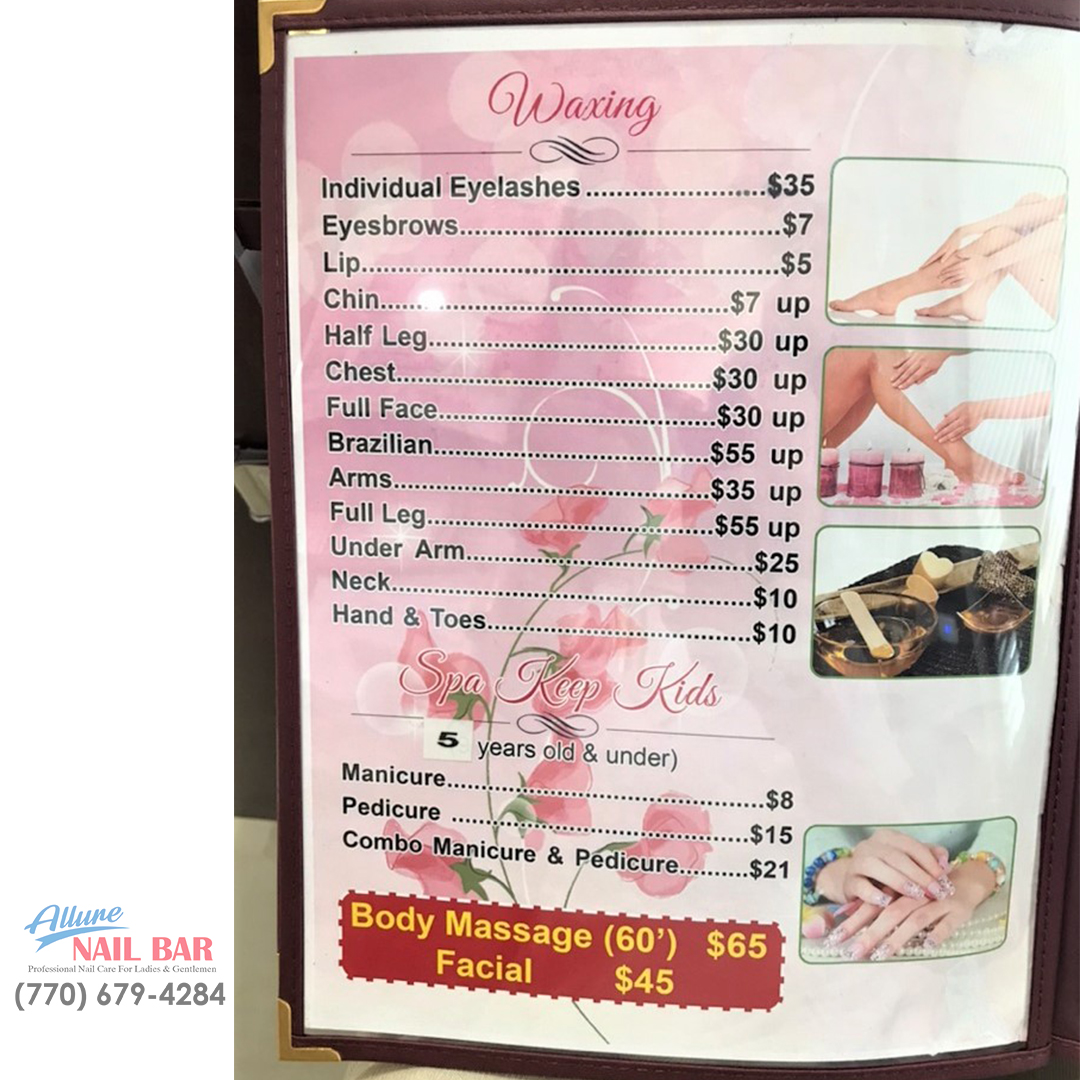 Waxing
Individual Eyelashes......................$35
Eyesbrows..........................................$7
Lip......................................................$5
Chin.............................................$7 up
Half Leg.....................................$30 up
Chest.........................................$30 up
Full Face....................................$30 up
Brazilian....................................$55 up
Arms..........................................$35 up
Full Leg.....................................$55 up
Under Arm.....................................$25
Neck...............................................$10
Hand & Toes..................................$10
Spa Keep Kids
5 years old & under)
Manicure..........................................$8
Pedicure .......................................$15
Combo Manicure & Pedicure..........$21
Body Massage (60’) $65
Facial $45
Allure
NAIL BAR
Professional Nail Care For Ladies & Gentlemen
(770) 679-4284